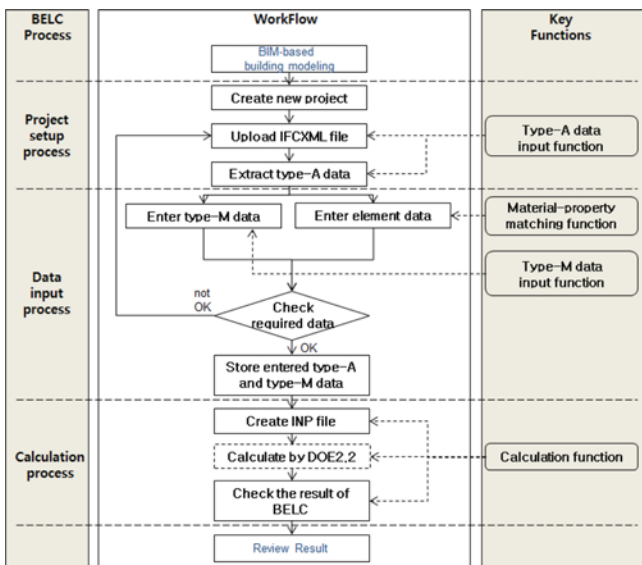 BELC
Process
WorkFlow
Key
Functions
BIM-based
building modeling
Create new project
Project
setup
process
Upload IFCXML file
Type-A data
input function
Extract type-A data
Enter type-M data
Enter element data
Material-property
matching function
Type-M data
input function
Data
input
process
not
OK
Check
required data
OK
Store entered type-A
and type-M data
Create INP file
Calculation
process
Calculate by DOE2.2
Calculation function
Check the result of
BELC
Review Result